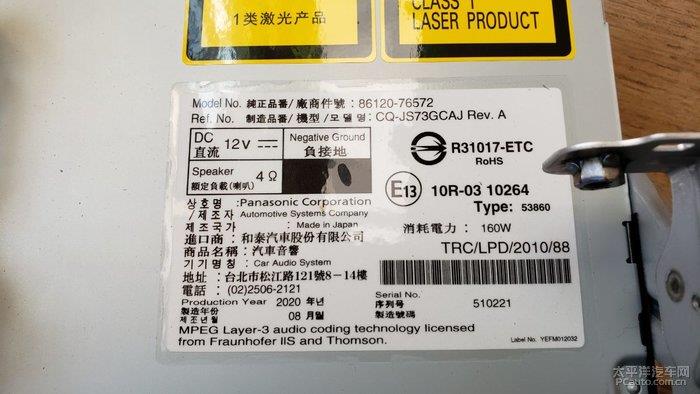 1类激光产品
CLASS 1
LASER PRODUCT
Model No. 純正品番/廠商件號 : 86120-76572
Ref. No. 制造品番/機型/모델명 : CQ-JS73GCAJ Rev. A
DC 直流 12V
Negative Ground
負接地
Speaker 4 Ω
額定負載(喇叭)
R31017-ETC
RoHS
E13 10R-03 10264
Type: 53860
상호명 : Panasonic Corporation
/제조자 Automotive Systems Company
제조국가 : Made in Japan
進口商 : 和泰汽車股份有限公司
商品名稱 : 汽車音響
기기명칭 : Car Audio System
地址 : 台北市松江路121號8-14樓
電話 : (02)2506-2121
消耗電力 : 160W
TRC/LPD/2010/88
Production Year 2020 年년
製造年份
제조년월 08 月월
Serial No.
序列号 510221
製造號碼
MPEG Layer-3 audio coding technology licensed
from Fraunhofer IIS and Thomson.
Label No. YEFM012032
太平洋汽车网
PCauto.com.cn